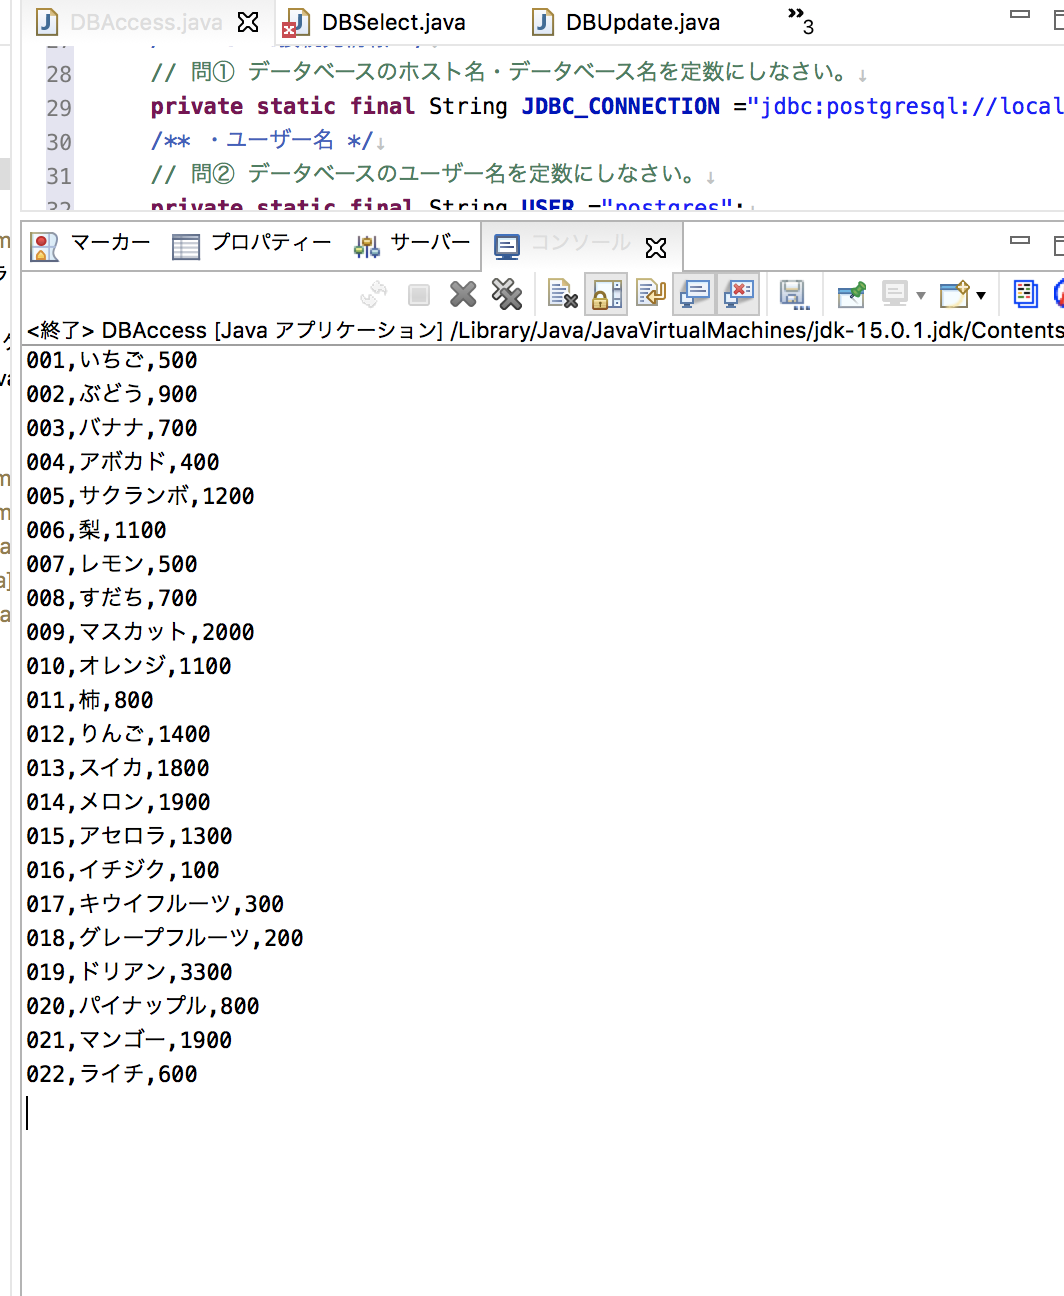 DBAccess.java DBSelect.java DBUpdate.java »3
28 // 問① データベースのホスト名・データベース名を定数にしなさい。↓
29 private static final String JDBC_CONNECTION ="jdbc:postgresql://local
30 /** ・ユーザー名 */↓
31 // 問② データベースのユーザー名を定数にしなさい。↓
32 private static final String USER ="postgres";
マーカー プロパティー サーバー コンソール
<終了> DBAccess [Java アプリケーション] /Library/Java/JavaVirtualMachines/jdk-15.0.1.jdk/Contents
001,いちご,500
002,ぶどう,900
003,バナナ,700
004,アボカド,400
005,サクランボ,1200
006,梨,1100
007,レモン,500
008,すだち,700
009,マスカット,2000
010,オレンジ,1100
011,柿,800
012,りんご,1400
013,スイカ,1800
014,メロン,1900
015,アセロラ,1300
016,イチジク,100
017,キウイフルーツ,300
018,グレープフルーツ,200
019,ドリアン,3300
020,パイナップル,800
021,マンゴー,1900
022,ライチ,600